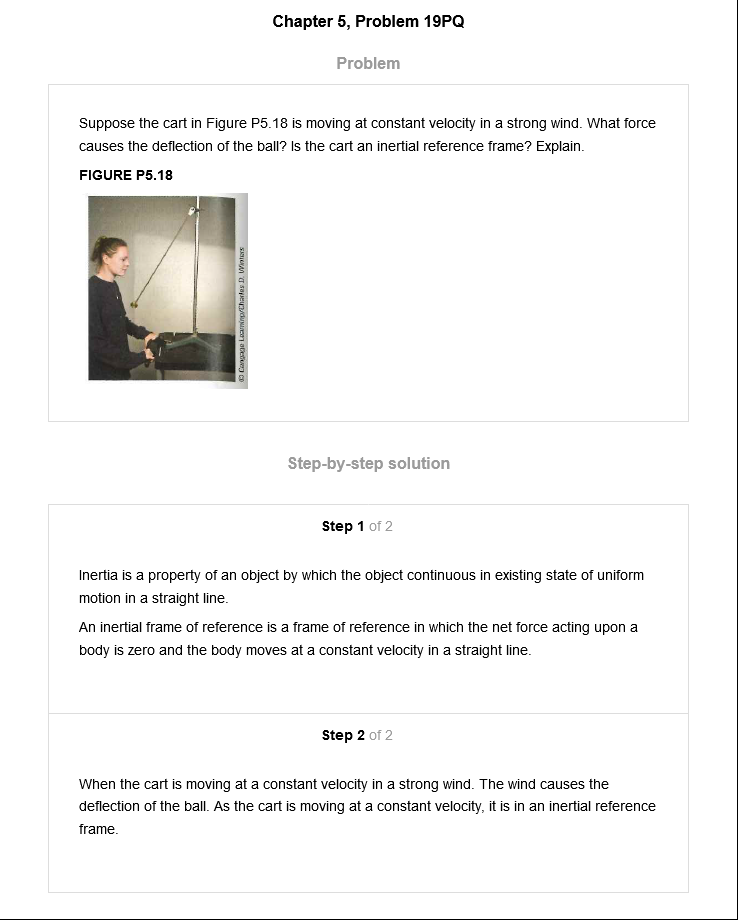 Chapter 5, Problem 19PQ
Problem
Suppose the cart in Figure P5.18 is moving at constant velocity in a strong wind. What force
causes the deflection of the ball? Is the cart an inertial reference frame? Explain.
FIGURE P5.18
© Cengage Learning/Charles D. Winters
Step-by-step solution
Step 1 of 2
Inertia is a property of an object by which the object continuous in existing state of uniform
motion in a straight line.
An inertial frame of reference is a frame of reference in which the net force acting upon a
body is zero and the body moves at a constant velocity in a straight line.
Step 2 of 2
When the cart is moving at a constant velocity in a strong wind. The wind causes the
deflection of the ball. As the cart is moving at a constant velocity, it is in an inertial reference
frame.